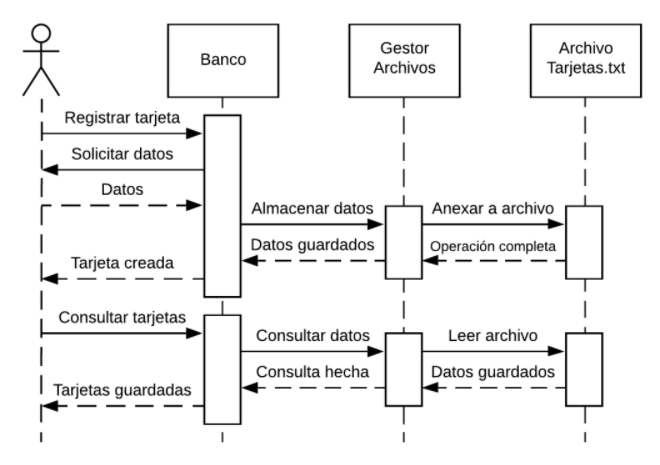 Banco
Gestor
Archivos
Archivo
Tarjetas.txt
Registrar tarjeta
Solicitar datos
Datos
Almacenar datos
Anexar a archivo
Datos guardados
Operación completa
Tarjeta creada
Consultar tarjetas
Consultar datos
Leer archivo
Consulta hecha
Datos guardados
Tarjetas guardadas